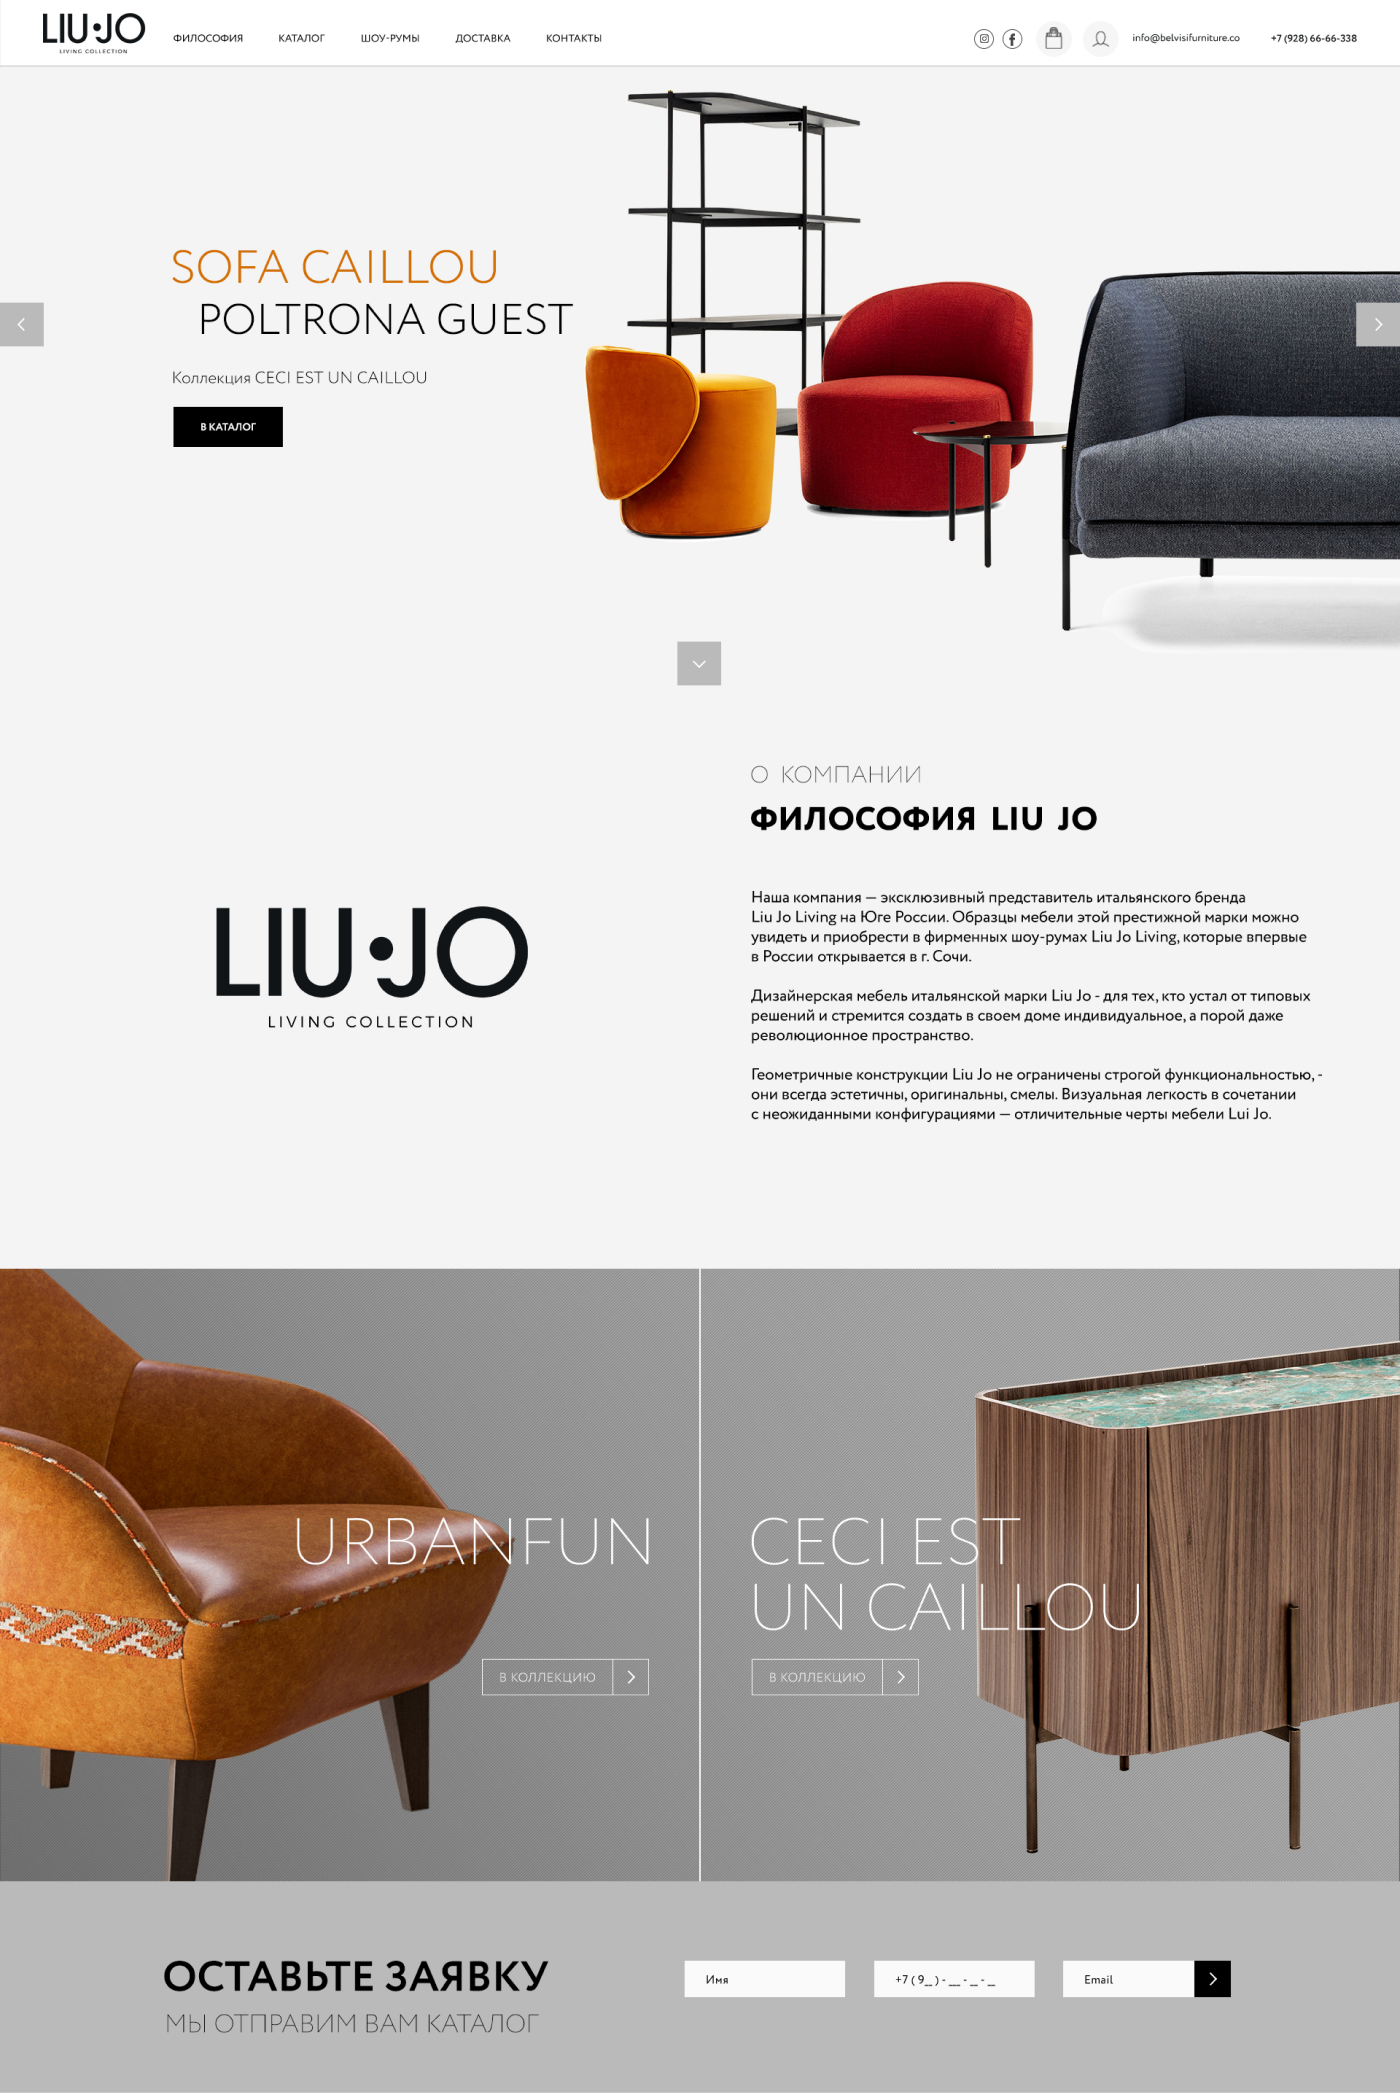 LIU·JO
LIVING COLLECTION
ФИЛОСОФИЯ
КАТАЛОГ
ШОУ-РУМЫ
ДОСТАВКА
КОНТАКТЫ
info@belvisifurniture.co
+7 (928) 66-66-338
SOFA CAILLOU
POLTRONA GUEST
Коллекция CECI EST UN CAILLOU
В КАТАЛОГ
О КОМПАНИИ
ФИЛОСОФИЯ LIU JO
LIU·JO
LIVING COLLECTION
Наша компания — эксклюзивный представитель итальянского бренда
Liu Jo Living на Юге России. Образцы мебели этой престижной марки можно
увидеть и приобрести в фирменных шоу-румах Liu Jo Living, которые впервые
в России открывается в г. Сочи.
Дизайнерская мебель итальянской марки Liu Jo - для тех, кто устал от типовых
решений и стремится создать в своем доме индивидуальное, а порой даже
революционное пространство.
Геометричные конструкции Liu Jo не ограничены строгой функциональностью, -
они всегда эстетичны, оригинальны, смелы. Визуальная легкость в сочетании
с неожиданными конфигурациями — отличительные черты мебели Lui Jo.
URBANFUN
В КОЛЛЕКЦИЮ
CECI EST
UN CAILLOU
В КОЛЛЕКЦИЮ
ОСТАВЬТЕ ЗАЯВКУ
МЫ ОТПРАВИМ ВАМ КАТАЛОГ
Имя
+7 ( 9__ ) - __ - _ - _
Email